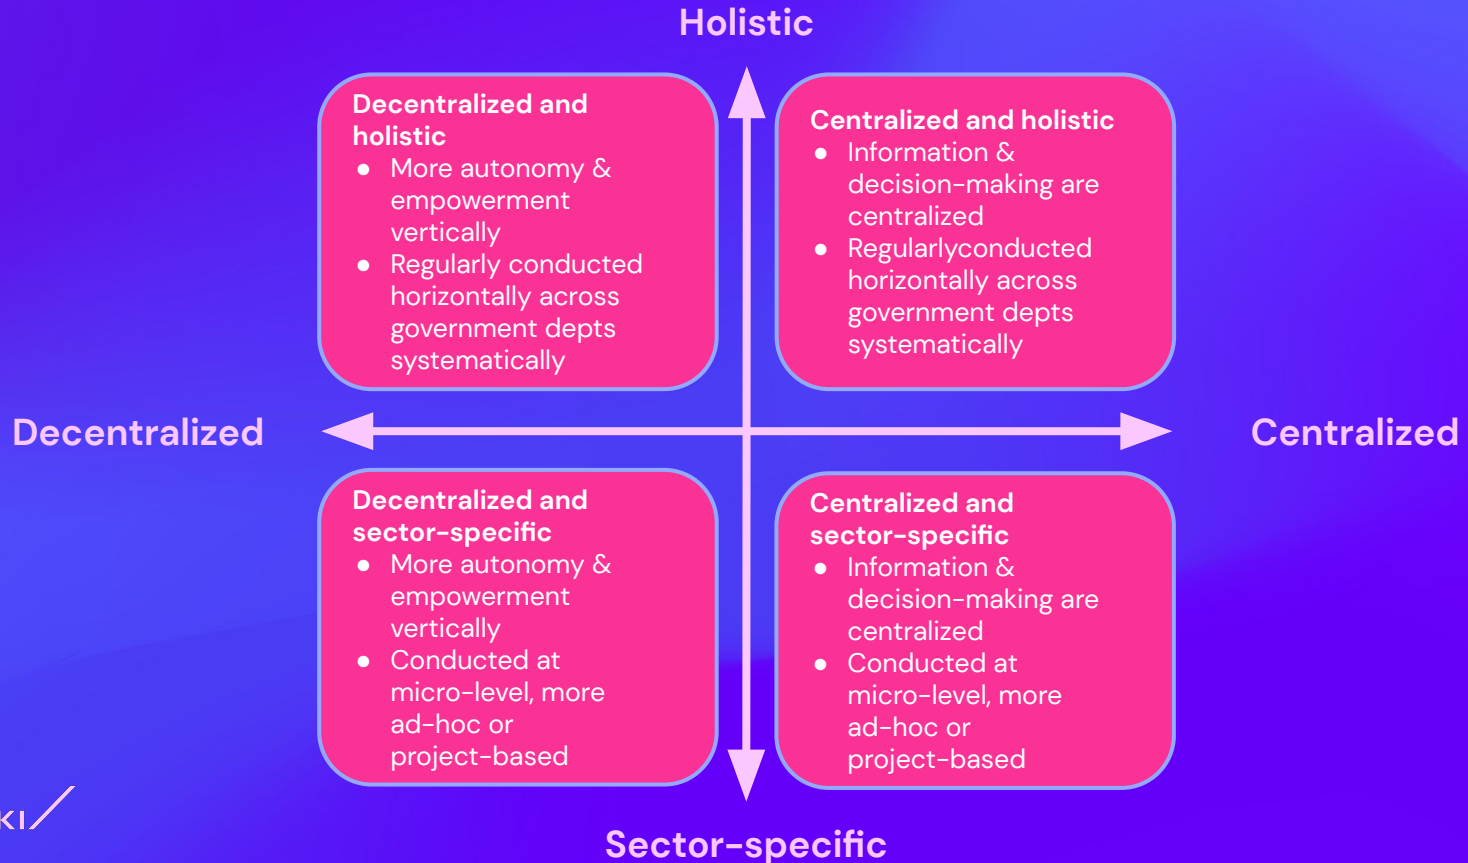 Holistic
Decentralized and
holistic
● More autonomy &
empowerment
vertically
● Regularly conducted
horizontally across
government depts
systematically
Centralized and holistic
● Information &
decision-making are
centralized
● Regularlyconducted
horizontally across
government depts
systematically
Decentralized
Centralized
Decentralized and
sector-specific
● More autonomy &
empowerment
vertically
● Conducted at
micro-level, more
ad-hoc or
project-based
Centralized and
sector-specific
● Information &
decision-making are
centralized
● Conducted at
micro-level, more
ad-hoc or
project-based
KI
Sector-specific